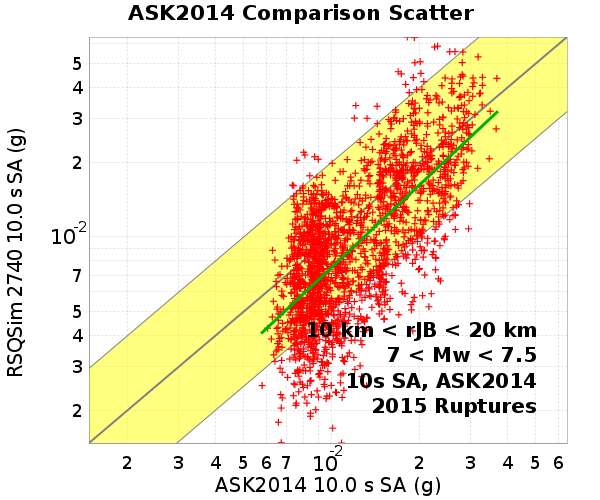 ASK2014 Comparison Scatter
RSQSim 2740 10.0 s SA (g)
5
4
3
2
10-2
7
5
4
3
2
10 km < rJB < 20 km
7 < Mw < 7.5
10s SA, ASK2014
2015 Ruptures
2 3 4 5 6 7 10-2 2 3 4 5 6
ASK2014 10.0 s SA (g)